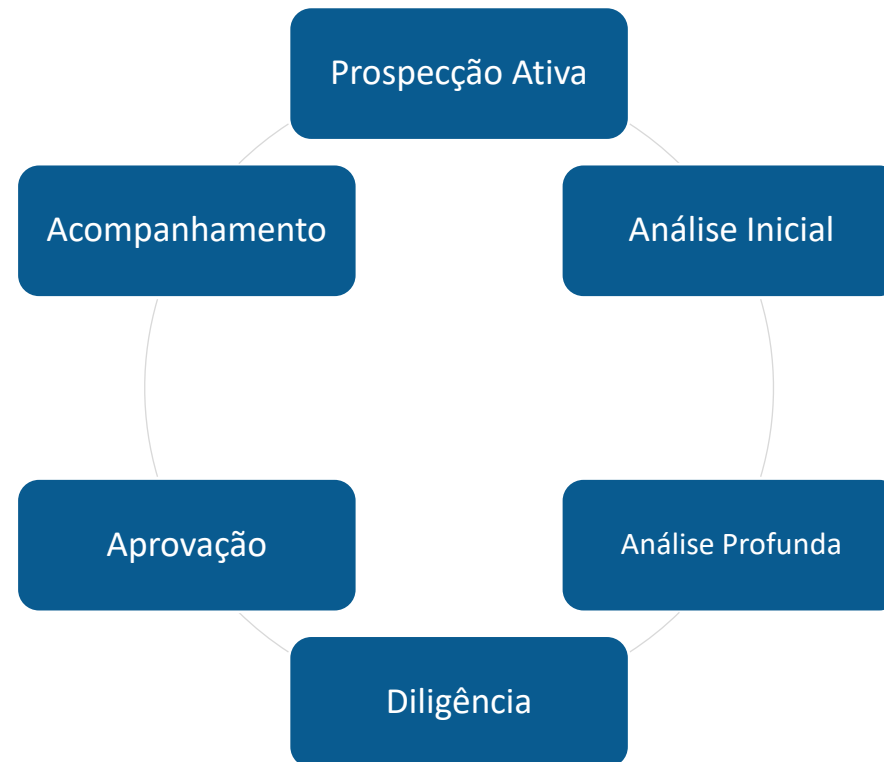 Prospecção Ativa
Acompanhamento
Análise Inicial
Aprovação
Análise Profunda
Diligência